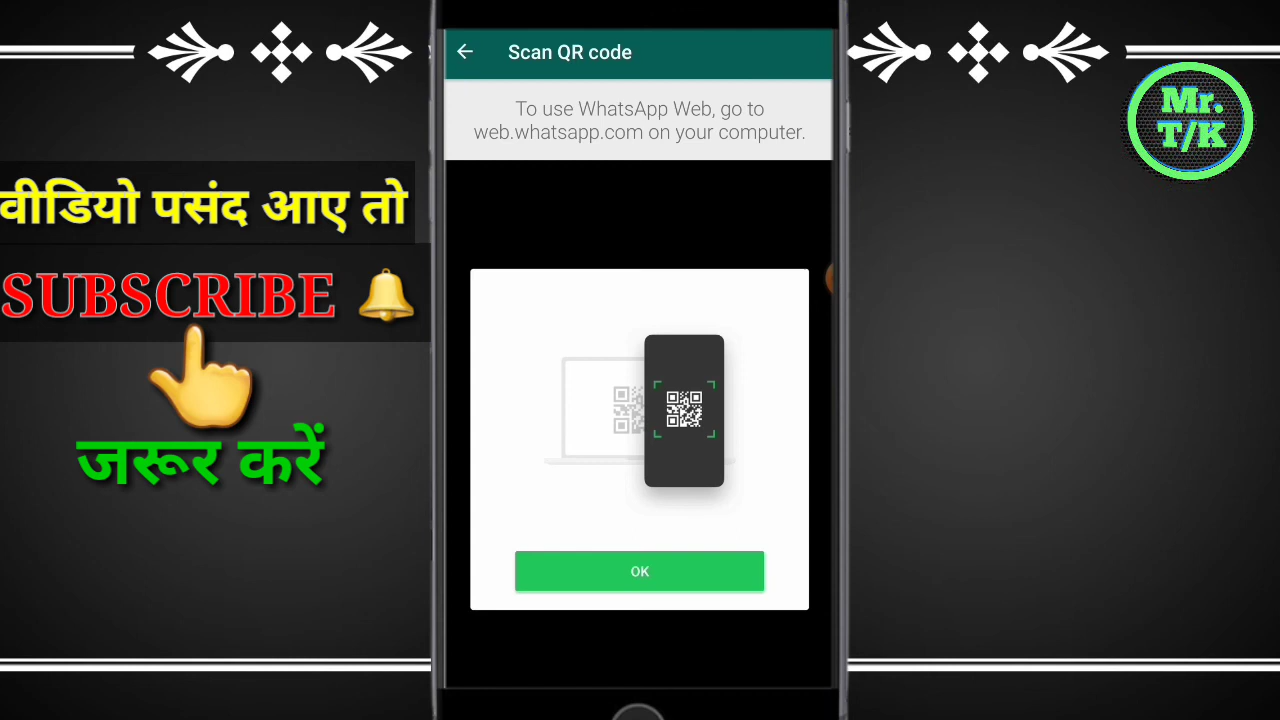 Scan QR code
To use WhatsApp Web, go to
web.whatsapp.com on your computer.
Mr.
T/K
वीडियो पसंद आए तो
SUBSCRIBE 🔔
जरूर करें
OK